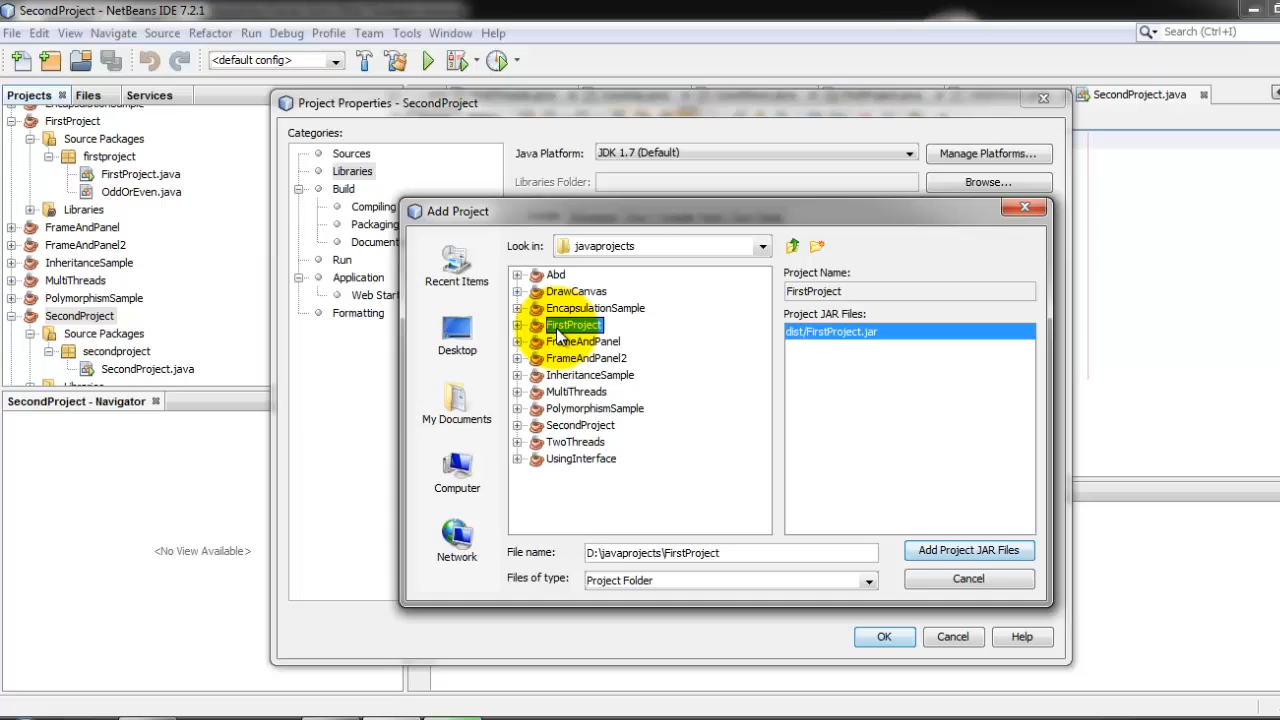 SecondProject - NetBeans IDE 7.2.1
File Edit View Navigate Source Refactor Run Debug Profile Team Tools Window Help
Search (Ctrl+I)
<default config>
Projects
Files
Services
SecondProject.java
EncapsulationSample
FirstProject
Source Packages
firstproject
FirstProject.java
OddOrEven.java
Libraries
FrameAndPanel
FrameAndPanel2
InheritanceSample
MultiThreads
PolymorphismSample
SecondProject
Source Packages
secondproject
SecondProject.java
Libraries
SecondProject - Navigator
<No View Available>
Project Properties - SecondProject
Categories:
Sources
Libraries
Build
Compiling
Packaging
Document
Run
Application
Web Start
Formatting
Java Platform:
JDK 1.7 (Default)
Manage Platforms...
Libraries Folder:
Browse...
Add Project
Look in:
javaprojects
Recent Items
Desktop
My Documents
Computer
Network
Abd
DrawCanvas
EncapsulationSample
FirstProject
FrameAndPanel
FrameAndPanel2
InheritanceSample
MultiThreads
PolymorphismSample
SecondProject
TwoThreads
UsingInterface
Project Name:
FirstProject
Project JAR Files:
dist/FirstProject.jar
File name:
D:\javaprojects\FirstProject
Add Project JAR Files
Files of type:
Project Folder
Cancel
OK
Cancel
Help